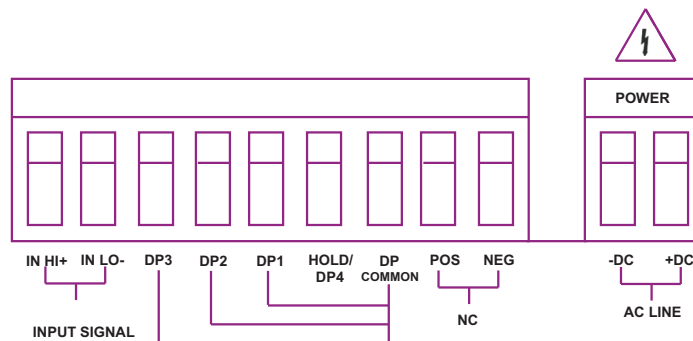 POWER
IN HI+ IN LO- DP3 DP2 DP1 HOLD/ DP4 DP COMMON POS NEG -DC +DC
INPUT SIGNAL NC AC LINE